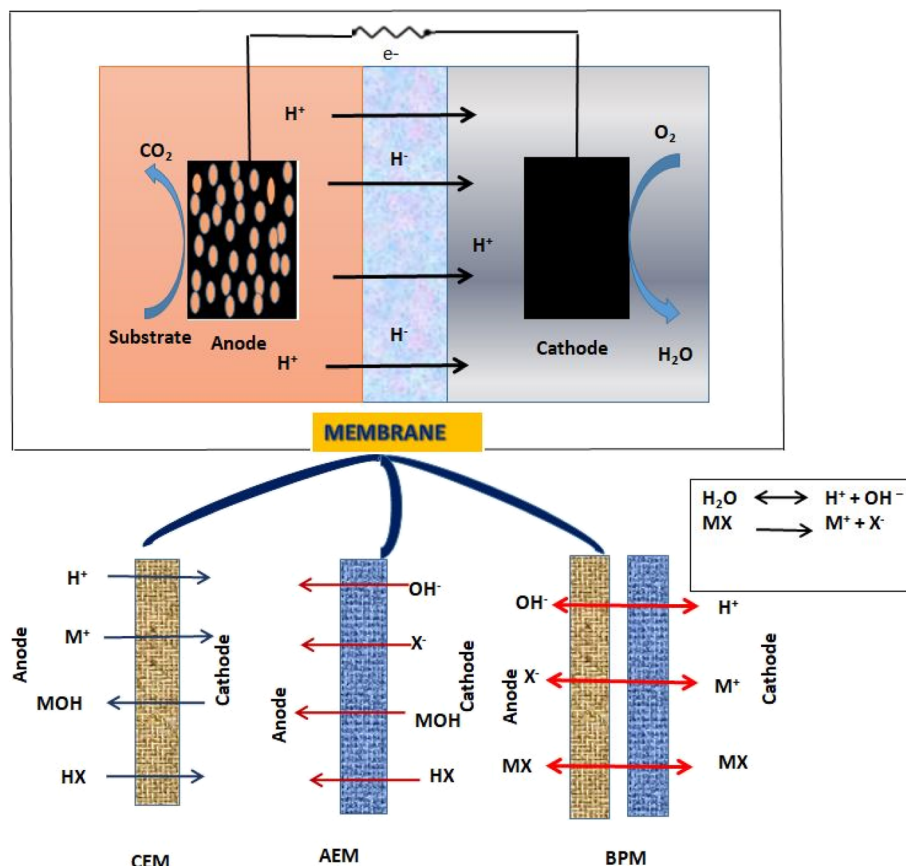 e-
H⁺
O₂
CO₂
H⁻
H⁺
H⁻
Substrate
Anode
H⁺
Cathode
H₂O
MEMBRANE
H₂O ↔ H⁺ + OH⁻
MX → M⁺ + X⁻
H⁺
M⁺
MOH
HX
Anode
Cathode
CEM
OH⁻
X⁻
MOH
HX
Anode
Cathode
AEM
OH⁻
X⁻
MX
Anode
H⁺
M⁺
MX
Cathode
BPM